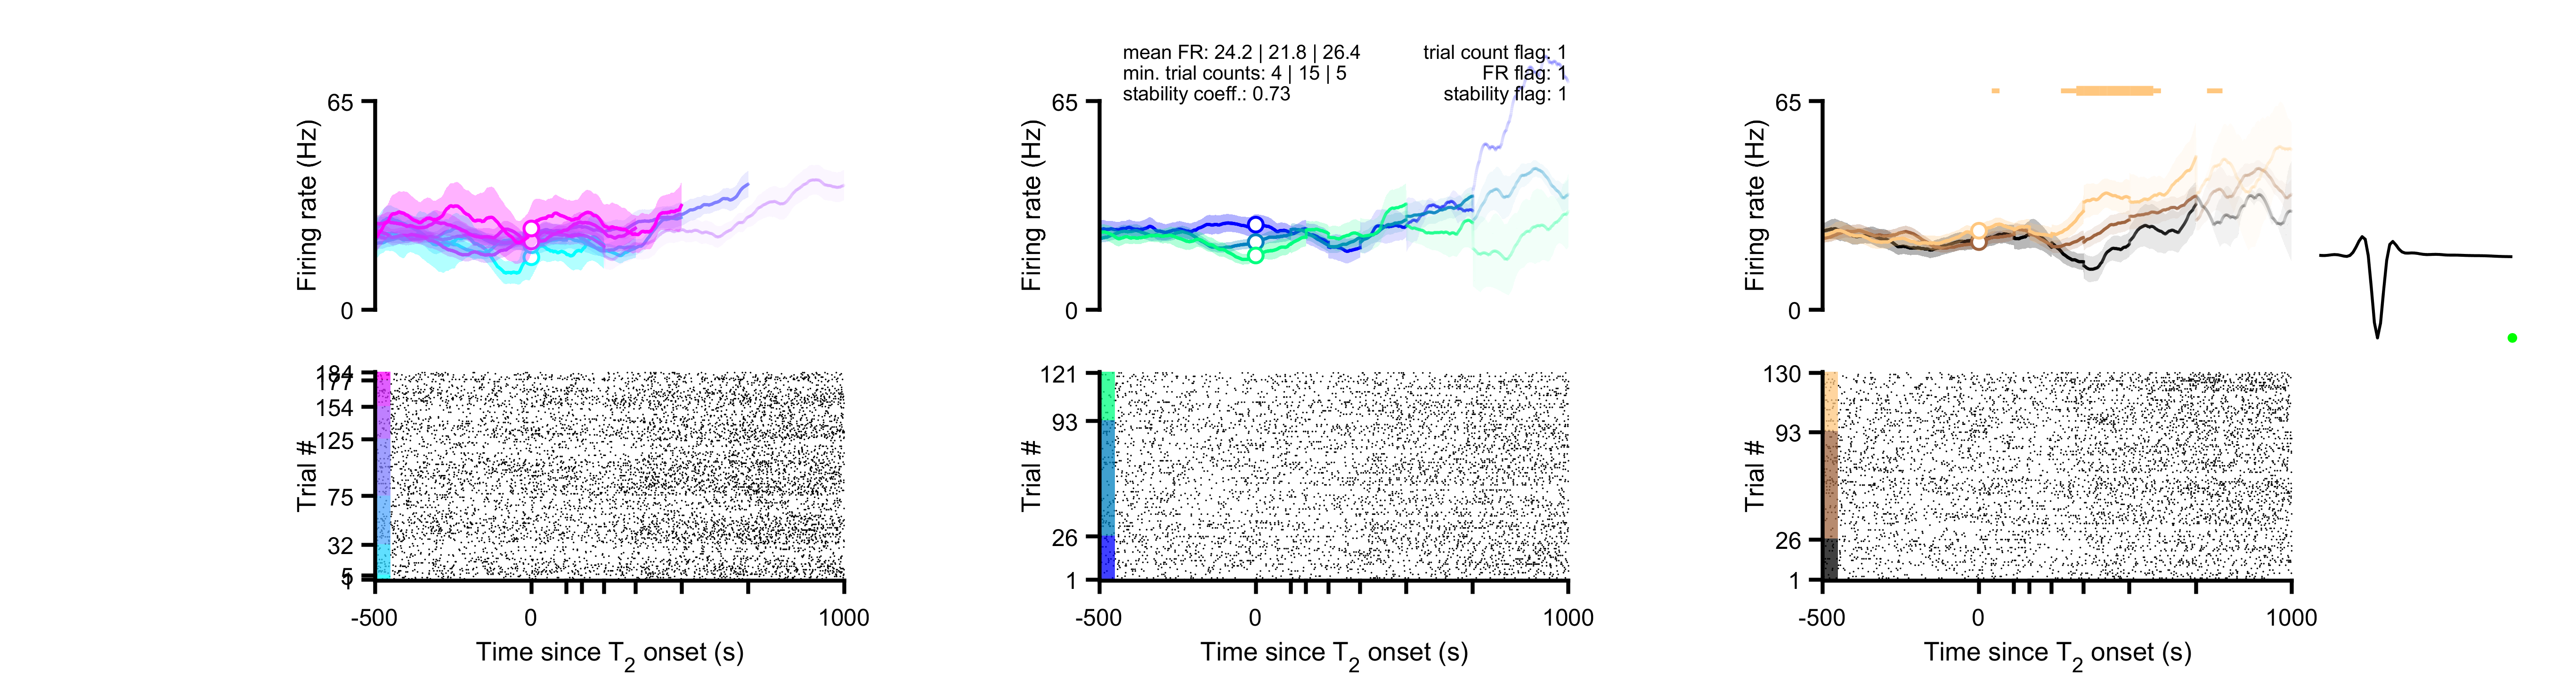 mean FR: 24.2 | 21.8 | 26.4
min. trial counts: 4 | 15 | 5
stability coeff.: 0.73
trial count flag: 1
FR flag: 1
stability flag: 1
65
Firing rate (Hz)
0
65
Firing rate (Hz)
0
65
Firing rate (Hz)
0
184
177
154
125
75
32
5
Trial #
-500
0
1000
Time since T2 onset (s)
121
93
26
1
Trial #
-500
0
1000
Time since T2 onset (s)
130
93
26
1
Trial #
-500
0
1000
Time since T2 onset (s)